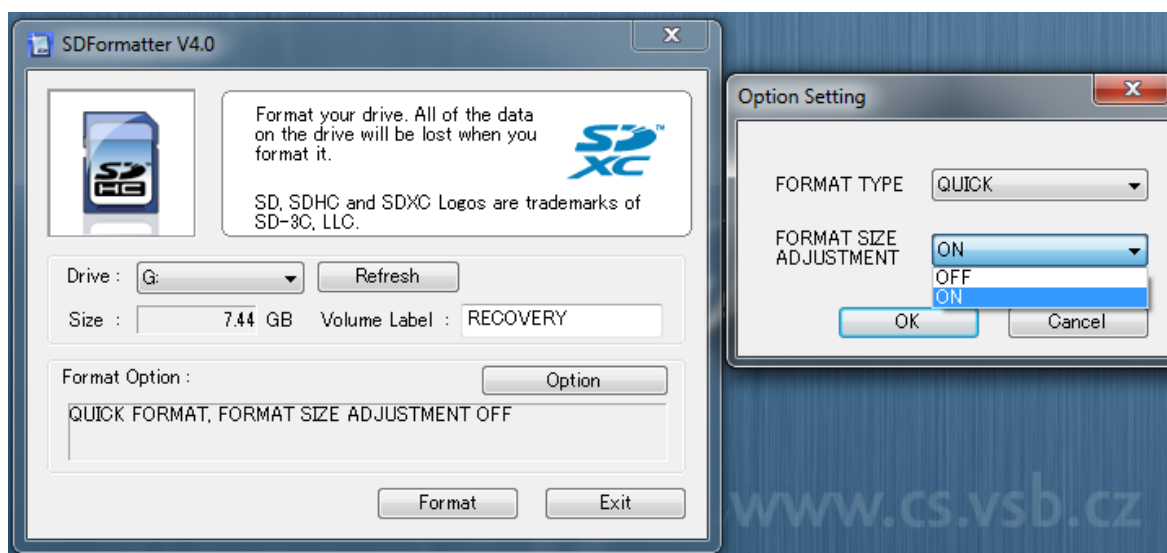 SDFormatter V4.0
x
SD
HC
Format your drive. All of the data
on the drive will be lost when you
format it.
SD, SDHC and SDXC Logos are trademarks of
SD-3C, LLC.
SD™
XC
Drive :
G:
Refresh
Size :
7.44 GB
Volume Label :
RECOVERY
Format Option :
Option
QUICK FORMAT, FORMAT SIZE ADJUSTMENT OFF
Format
Exit
Option Setting
x
FORMAT TYPE
QUICK
FORMAT SIZE
ADJUSTMENT
ON
OFF
ON
OK
Cancel
www.cs.vsb.cz